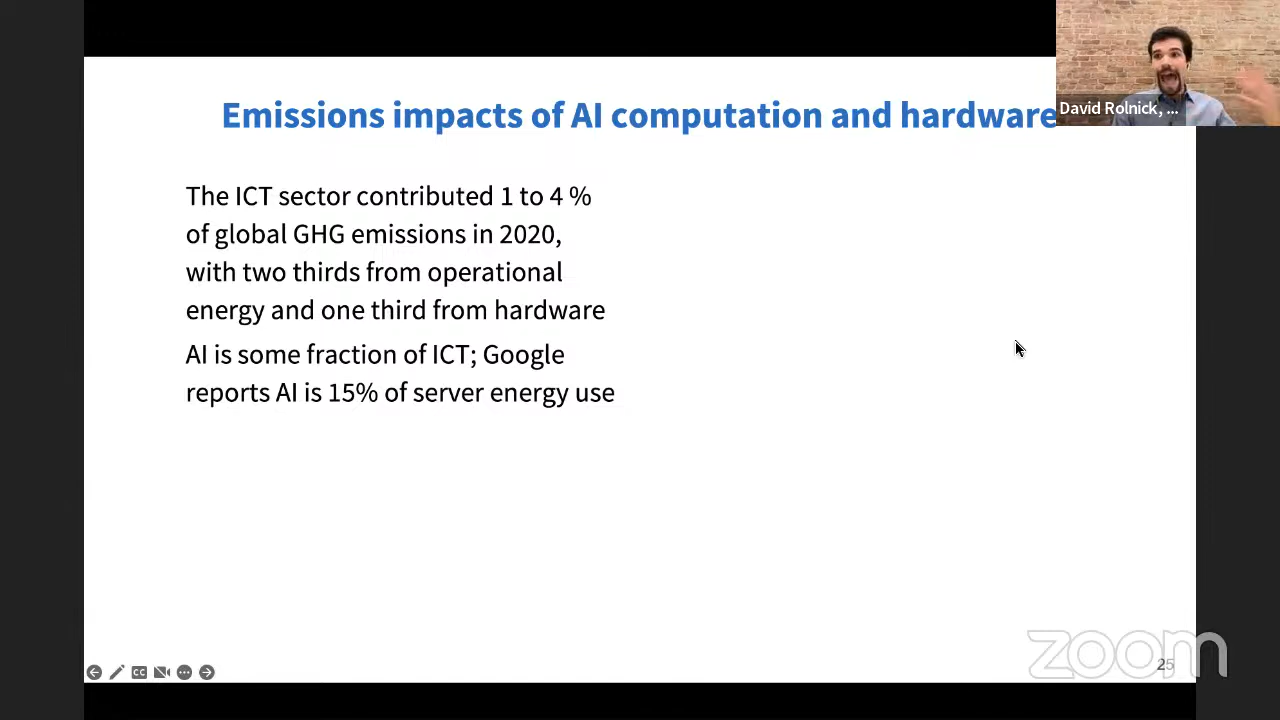 Emissions impacts of AI computation and hardware
David Rolnick, ...
The ICT sector contributed 1 to 4 %
of global GHG emissions in 2020,
with two thirds from operational
energy and one third from hardware
AI is some fraction of ICT; Google
reports AI is 15% of server energy use
CC
zoom
25